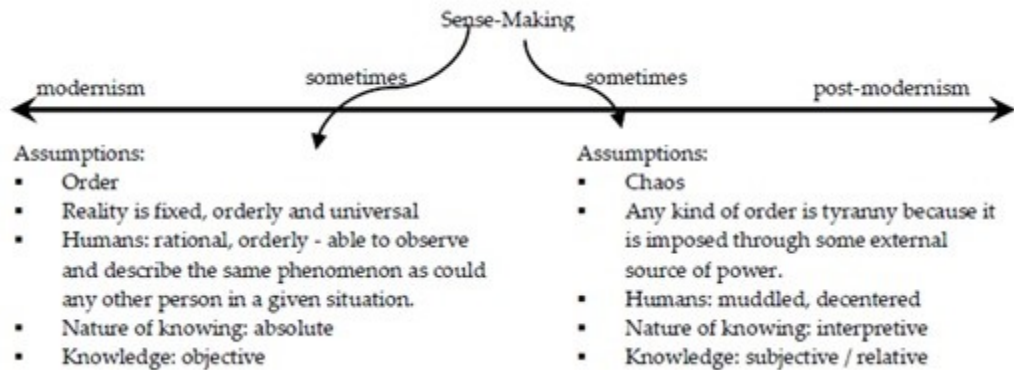 Sense-Making
sometimes
sometimes
modernism
post-modernism
Assumptions:
▪ Order
▪ Reality is fixed, orderly and universal
▪ Humans: rational, orderly - able to observe
and describe the same phenomenon as could
any other person in a given situation.
▪ Nature of knowing: absolute
▪ Knowledge: objective
Assumptions:
▪ Chaos
▪ Any kind of order is tyranny because it
is imposed through some external
source of power.
▪ Humans: muddled, decentered
▪ Nature of knowing: interpretive
▪ Knowledge: subjective / relative